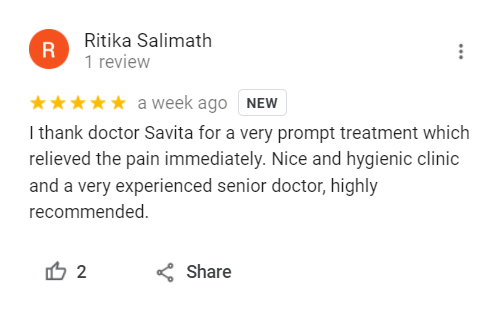 R
Ritika Salimath
1 review
a week ago NEW
I thank doctor Savita for a very prompt treatment which
relieved the pain immediately. Nice and hygienic clinic
and a very experienced senior doctor, highly
recommended.
2 Share